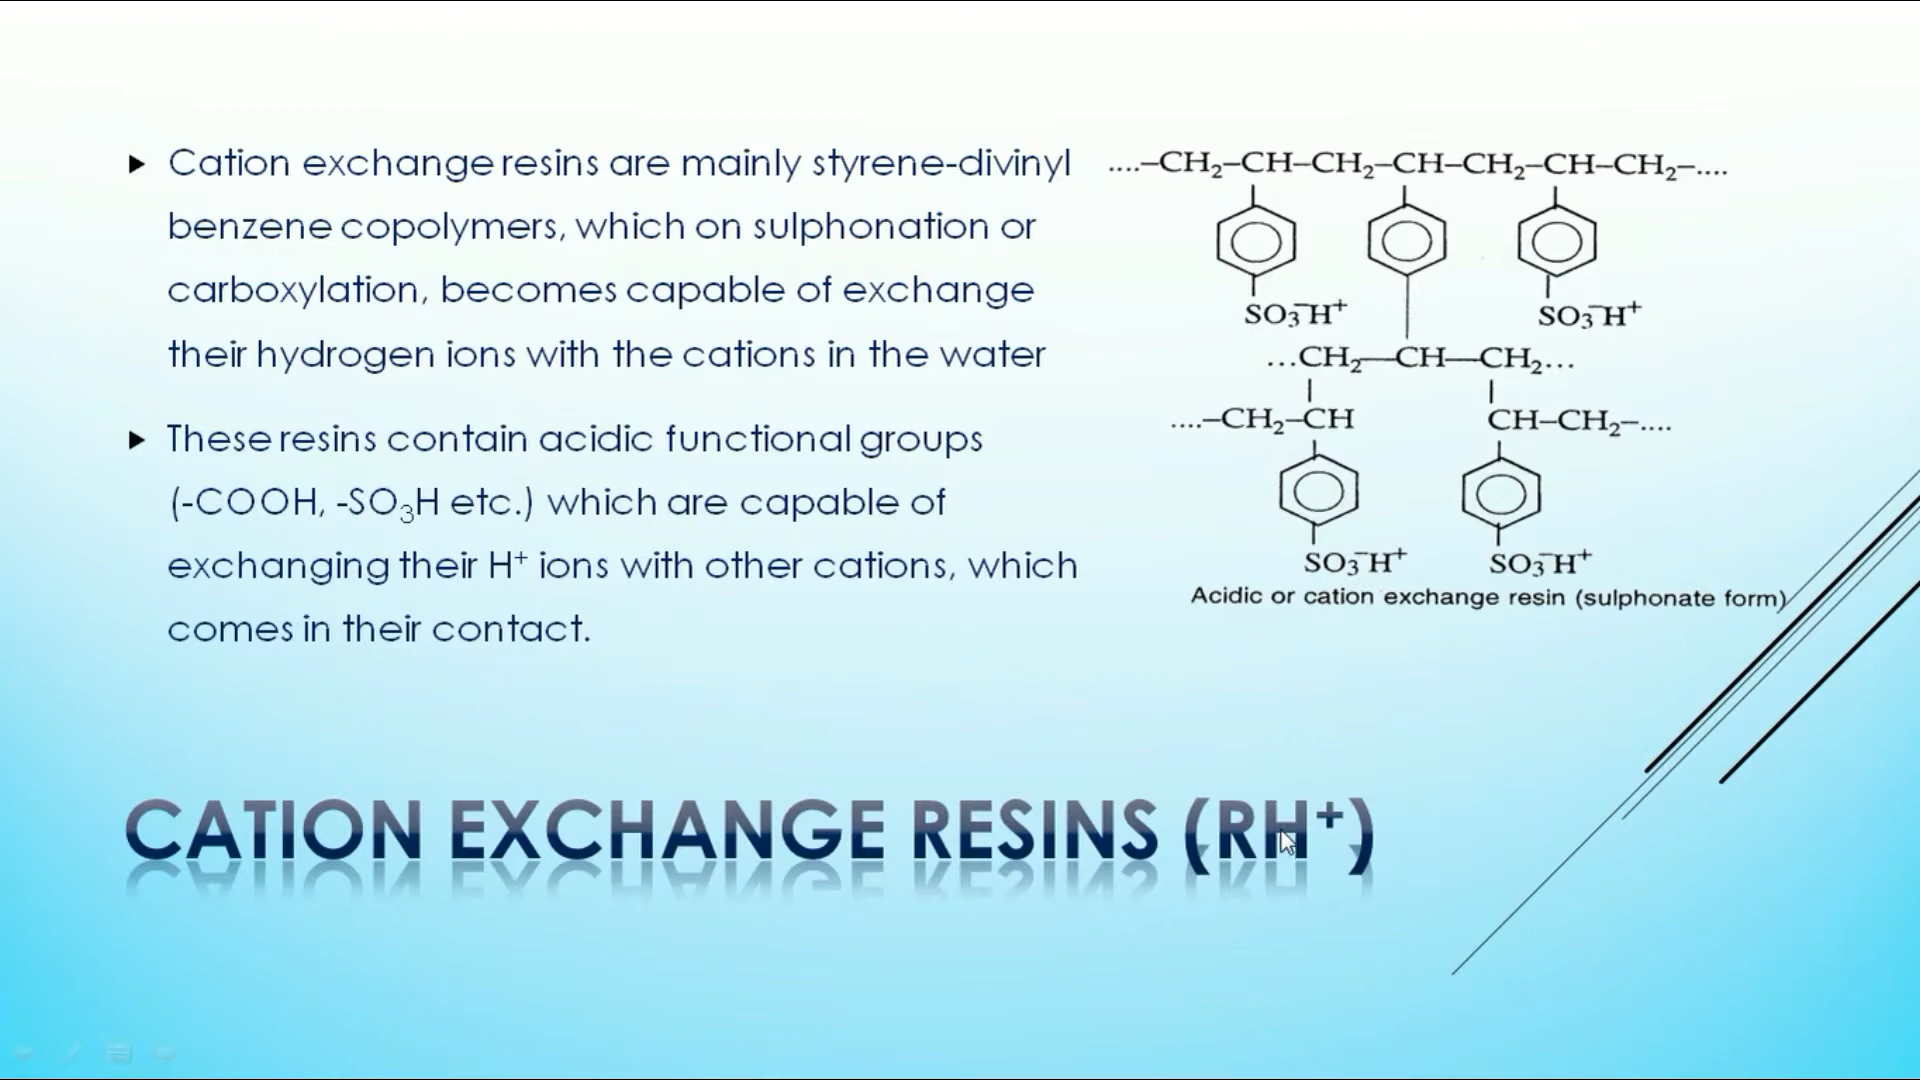 Cation exchange resins are mainly styrene-divinyl
benzene copolymers, which on sulphonation or
carboxylation, becomes capable of exchange
their hydrogen ions with the cations in the water
These resins contain acidic functional groups
(-COOH, -SO₃H etc.) which are capable of
exchanging their H⁺ ions with other cations, which
comes in their contact.
....–CH₂–CH–CH₂–CH–CH₂–CH–CH₂–....
SO₃⁻H⁺ SO₃⁻H⁺
...CH₂—CH—CH₂...
....–CH₂–CH CH–CH₂–....
SO₃⁻H⁺ SO₃⁻H⁺
Acidic or cation exchange resin (sulphonate form)
CATION EXCHANGE RESINS (RH⁺)